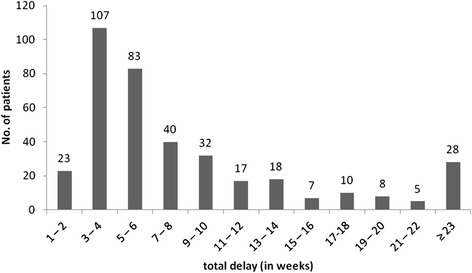 No. of patients
120
100
80
60
40
20
0
23
107
83
40
32
17
18
7
10
8
5
28
1 – 2
3 – 4
5 – 6
7 – 8
9 – 10
11 – 12
13 – 14
15 – 16
17-18
19 – 20
21 – 22
≥ 23
total delay (in weeks)